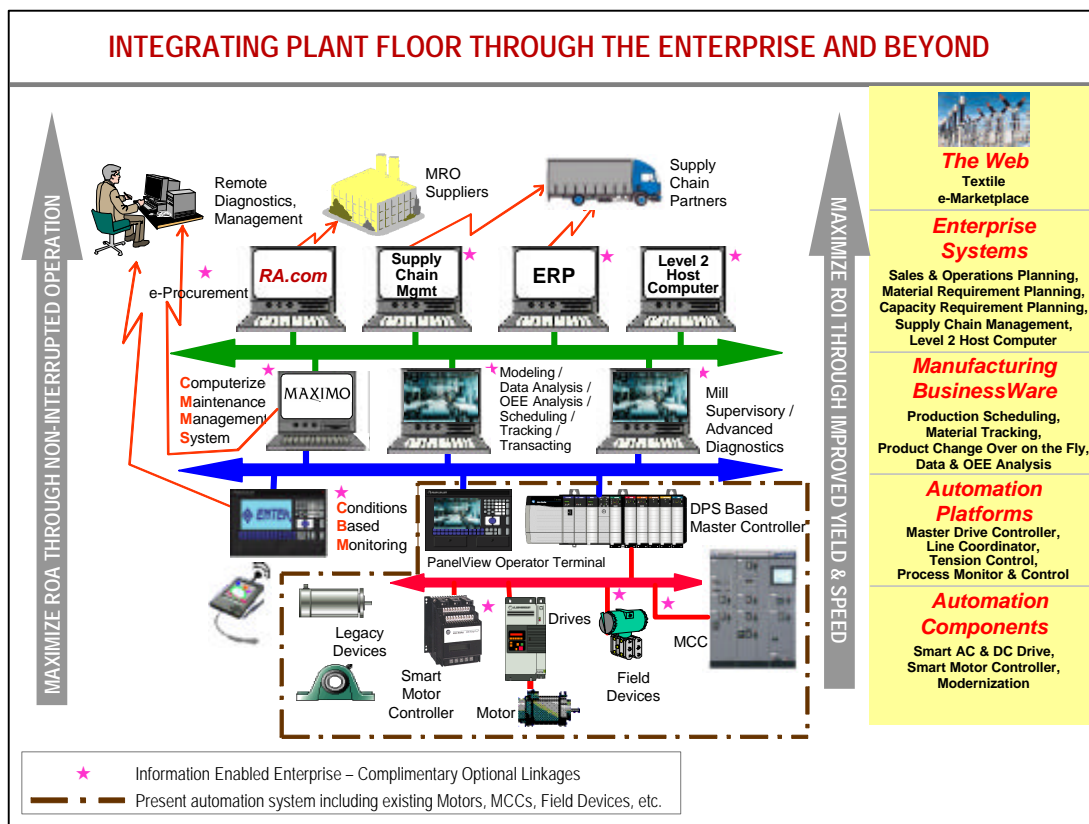 INTEGRATING PLANT FLOOR THROUGH THE ENTERPRISE AND BEYOND
MAXIMIZE ROA THROUGH NON-INTERRUPTED OPERATION
Remote
Diagnostics,
Management
MRO
Suppliers
Supply
Chain
Partners
e-Procurement
RA.com
Supply
Chain
Mgmt
ERP
Level 2
Host
Computer
Computerize
Maintenance
Management
System
MAXIMO
Modeling /
Data Analysis /
OEE Analysis /
Scheduling /
Tracking /
Transacting
Mill
Supervisory /
Advanced
Diagnostics
ENTEK
Conditions
Based
Monitoring
PanelView Operator Terminal
DPS Based
Master Controller
Legacy
Devices
Smart
Motor
Controller
Drives
Motor
Field
Devices
MCC
MAXIMIZE ROI THROUGH IMPROVED YIELD & SPEED
The Web
Textile
e-Marketplace
Enterprise
Systems
Sales & Operations Planning,
Material Requirement Planning,
Capacity Requirement Planning,
Supply Chain Management,
Level 2 Host Computer
Manufacturing
BusinessWare
Production Scheduling,
Material Tracking,
Product Change Over on the Fly,
Data & OEE Analysis
Automation
Platforms
Master Drive Controller,
Line Coordinator,
Tension Control,
Process Monitor & Control
Automation
Components
Smart AC & DC Drive,
Smart Motor Controller,
Modernization
Information Enabled Enterprise – Complimentary Optional Linkages
Present automation system including existing Motors, MCCs, Field Devices, etc.